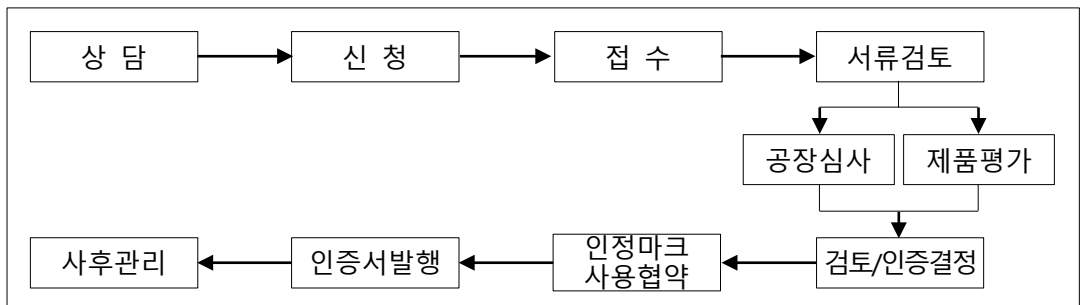 상 담
신 청
접 수
서류검토
공장심사
제품평가
검토/인증결정
인정마크
사용협약
인증서발행
사후관리